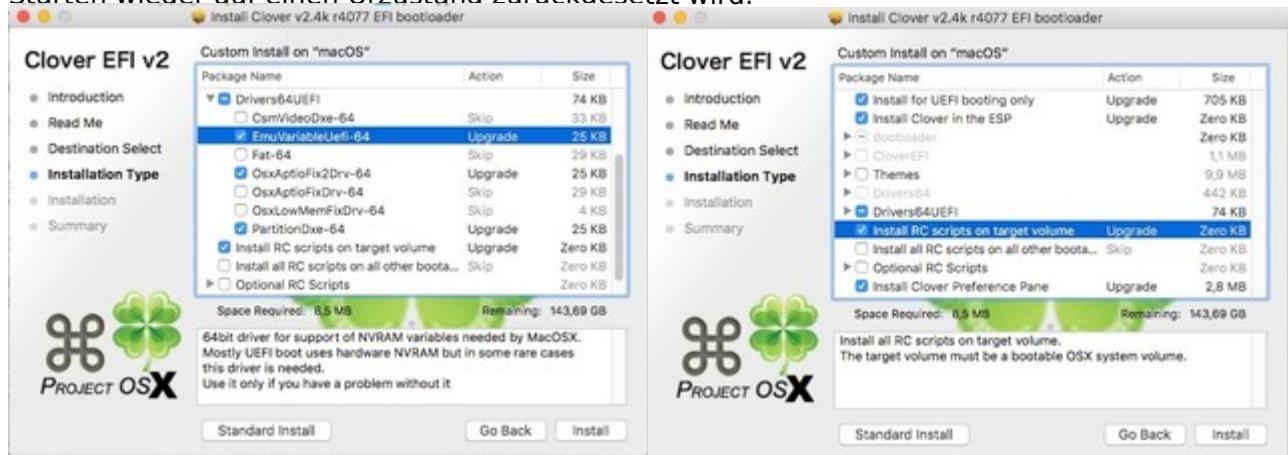 Starten wieder auf einen Urzustand zurückgesetzt wird.
Install Clover v2.4k r4077 EFI bootloader
Clover EFI v2
Introduction
Read Me
Destination Select
Installation Type
Installation
Summary
PROJECT OSX
Custom Install on "macOS"
Package Name Action Size
Drivers64UEFI 74 KB
CsmVideoDxe-64 Skip 33 KB
EmuVariableUefi-64 Upgrade 25 KB
Fat-64 Skip 29 KB
OsxAptioFix2Drv-64 Upgrade 25 KB
OsxAptioFixDrv-64 Skip 29 KB
OsxLowMemFixDrv-64 Skip 4 KB
PartitionDxe-64 Upgrade 25 KB
Install RC scripts on target volume Upgrade Zero KB
Install all RC scripts on all other boota... Skip Zero KB
Optional RC Scripts Zero KB
Space Required: 8,5 MB Remaining: 143,69 GB
64bit driver for support of NVRAM variables needed by MacOSX.
Mostly UEFI boot uses hardware NVRAM but in some rare cases
this driver is needed.
Use it only if you have a problem without it
Standard Install Go Back Install
Install Clover v2.4k r4077 EFI bootloader
Clover EFI v2
Introduction
Read Me
Destination Select
Installation Type
Installation
Summary
PROJECT OSX
Custom Install on "macOS"
Package Name Action Size
Install for UEFI booting only Upgrade 705 KB
Install Clover in the ESP Upgrade Zero KB
Bootloader Zero KB
CloverEFI 1,1 MB
Themes 9,9 MB
Drivers64 442 KB
Drivers64UEFI 74 KB
Install RC scripts on target volume Upgrade Zero KB
Install all RC scripts on all other boota... Skip Zero KB
Optional RC Scripts Zero KB
Install Clover Preference Pane Upgrade 2,8 MB
Space Required: 8,5 MB Remaining: 143,69 GB
Install all RC scripts on target volume.
The target volume must be a bootable OSX system volume.
Standard Install Go Back Install